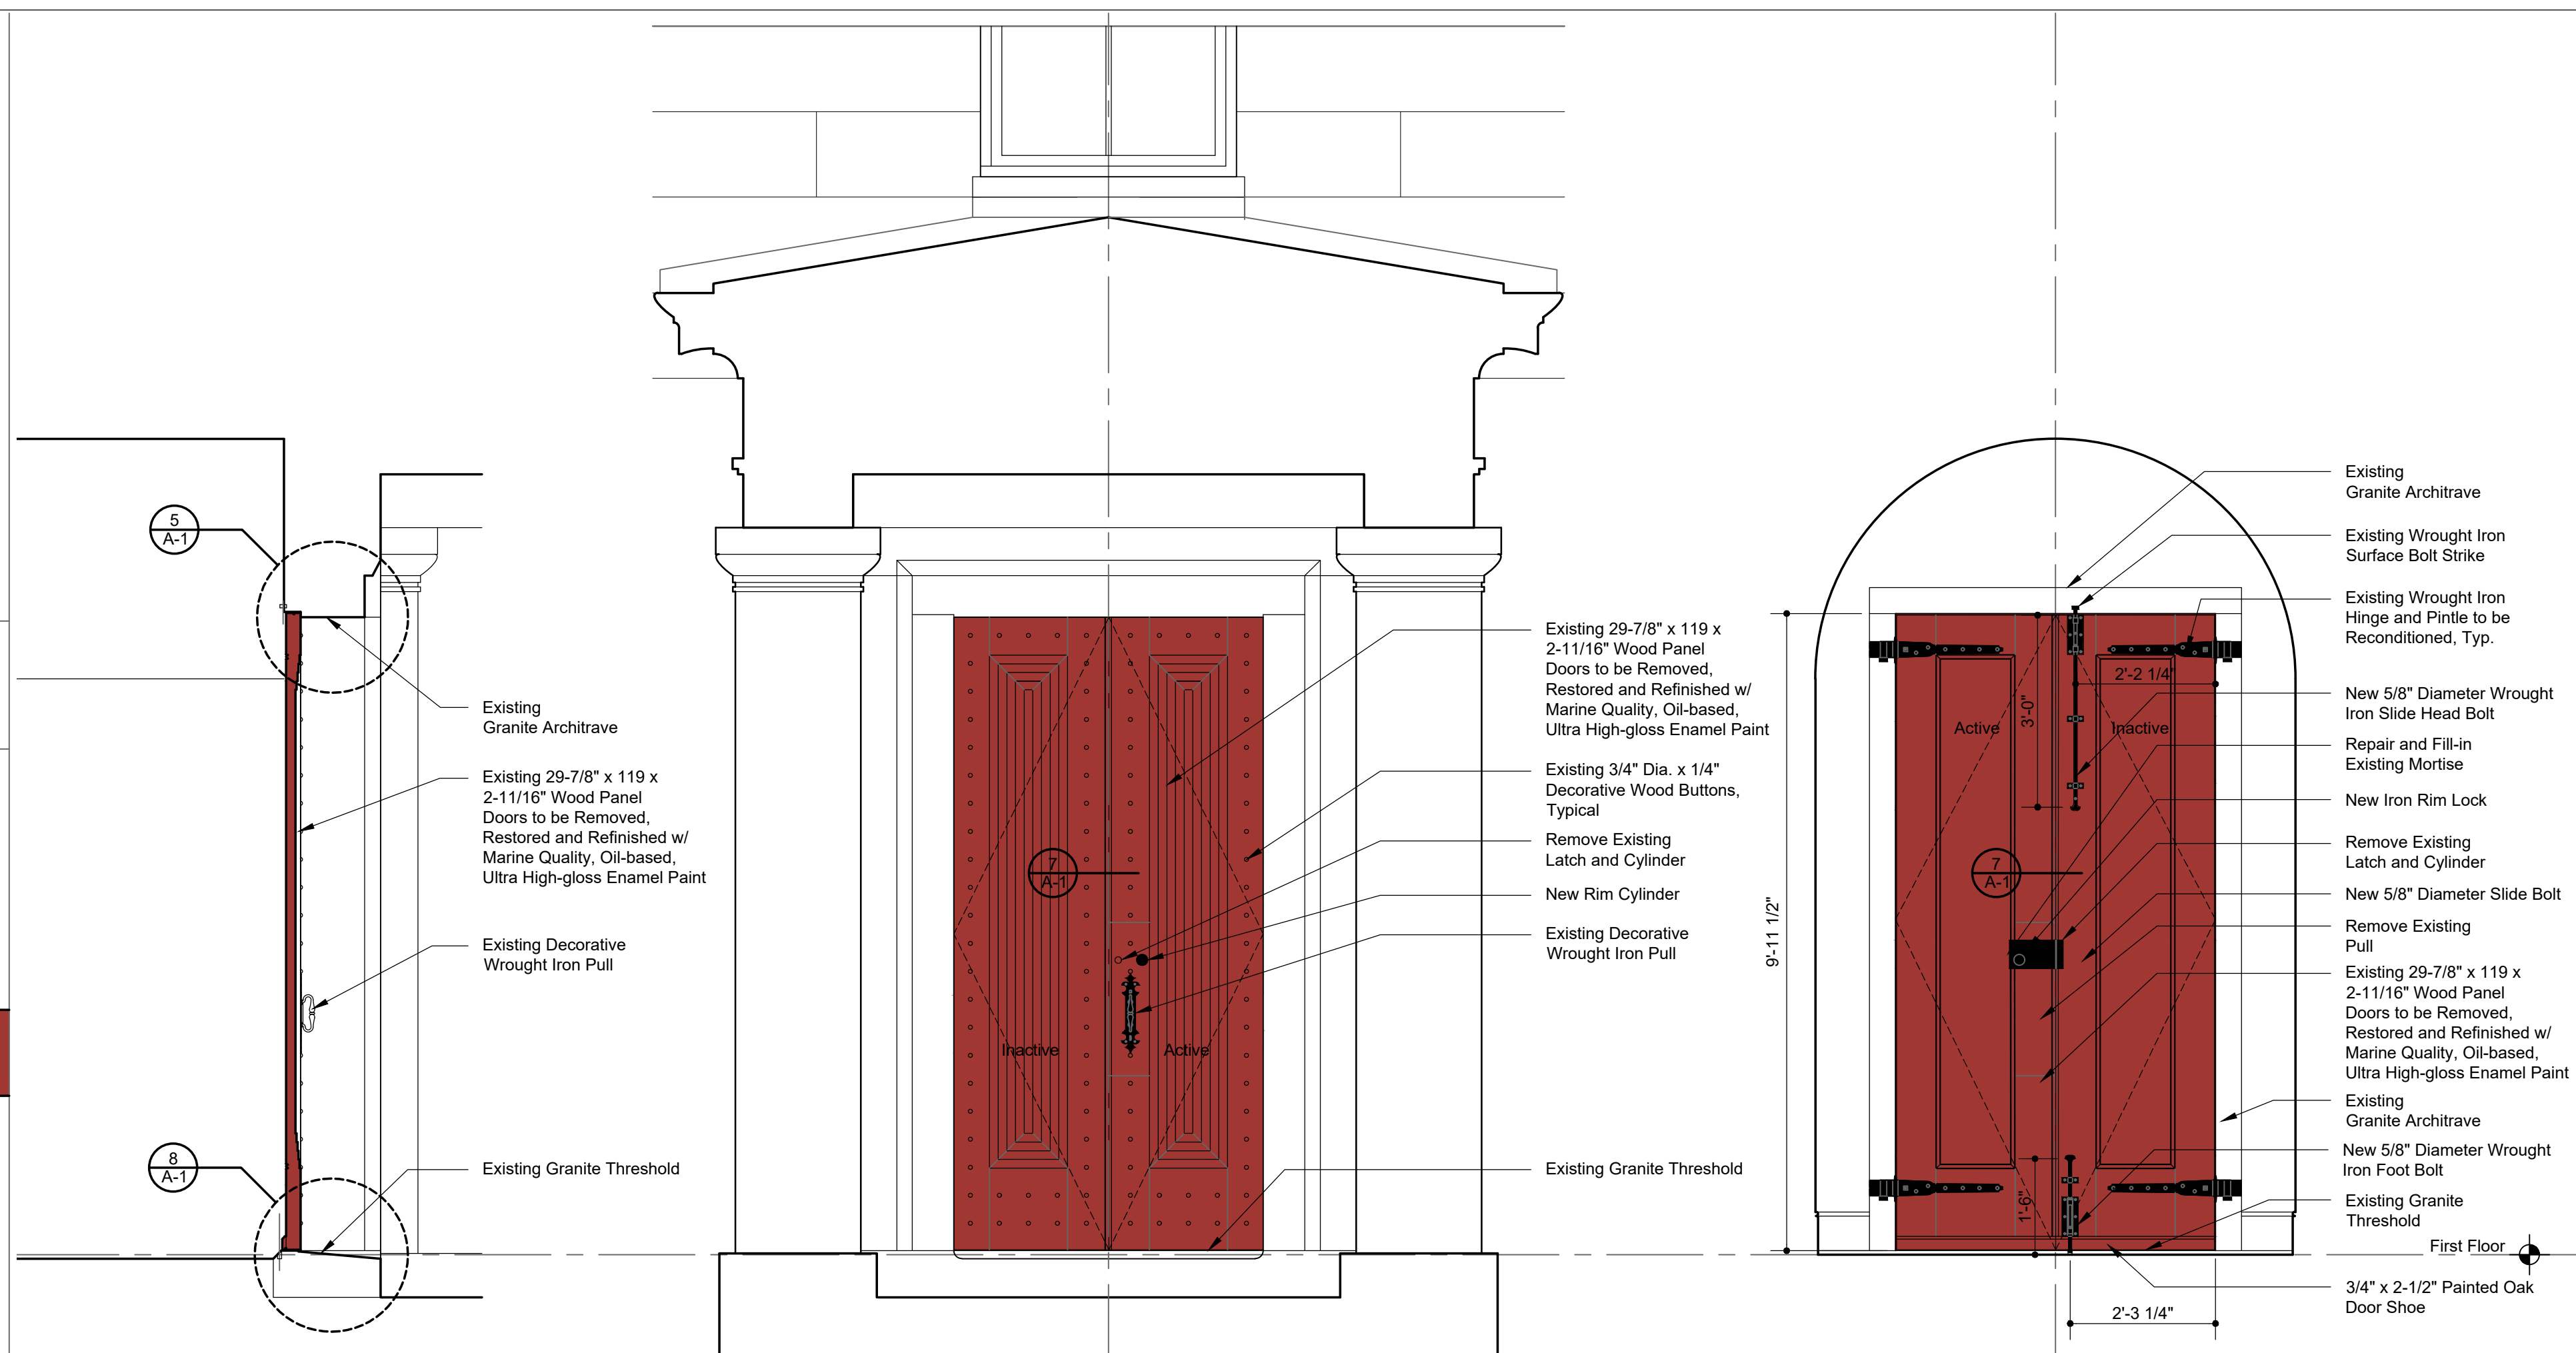 5
A-1
Existing
Granite Architrave
Existing 29-7/8" x 119 x
2-11/16" Wood Panel
Doors to be Removed,
Restored and Refinished w/
Marine Quality, Oil-based,
Ultra High-gloss Enamel Paint
Existing Decorative
Wrought Iron Pull
8
A-1
Existing Granite Threshold
7
A-1
Inactive
Active
Existing 29-7/8" x 119 x
2-11/16" Wood Panel
Doors to be Removed,
Restored and Refinished w/
Marine Quality, Oil-based,
Ultra High-gloss Enamel Paint
Existing 3/4" Dia. x 1/4"
Decorative Wood Buttons,
Typical
Remove Existing
Latch and Cylinder
New Rim Cylinder
Existing Decorative
Wrought Iron Pull
Existing Granite Threshold
9'-11 1/2"
3'-0"
2'-2 1/4"
Active
Inactive
7
A-1
1'-6"
2'-3 1/4"
Existing
Granite Architrave
Existing Wrought Iron
Surface Bolt Strike
Existing Wrought Iron
Hinge and Pintle to be
Reconditioned, Typ.
New 5/8" Diameter Wrought
Iron Slide Head Bolt
Repair and Fill-in
Existing Mortise
New Iron Rim Lock
Remove Existing
Latch and Cylinder
New 5/8" Diameter Slide Bolt
Remove Existing
Pull
Existing 29-7/8" x 119 x
2-11/16" Wood Panel
Doors to be Removed,
Restored and Refinished w/
Marine Quality, Oil-based,
Ultra High-gloss Enamel Paint
Existing
Granite Architrave
New 5/8" Diameter Wrought
Iron Foot Bolt
Existing Granite
Threshold
First Floor
3/4" x 2-1/2" Painted Oak
Door Shoe